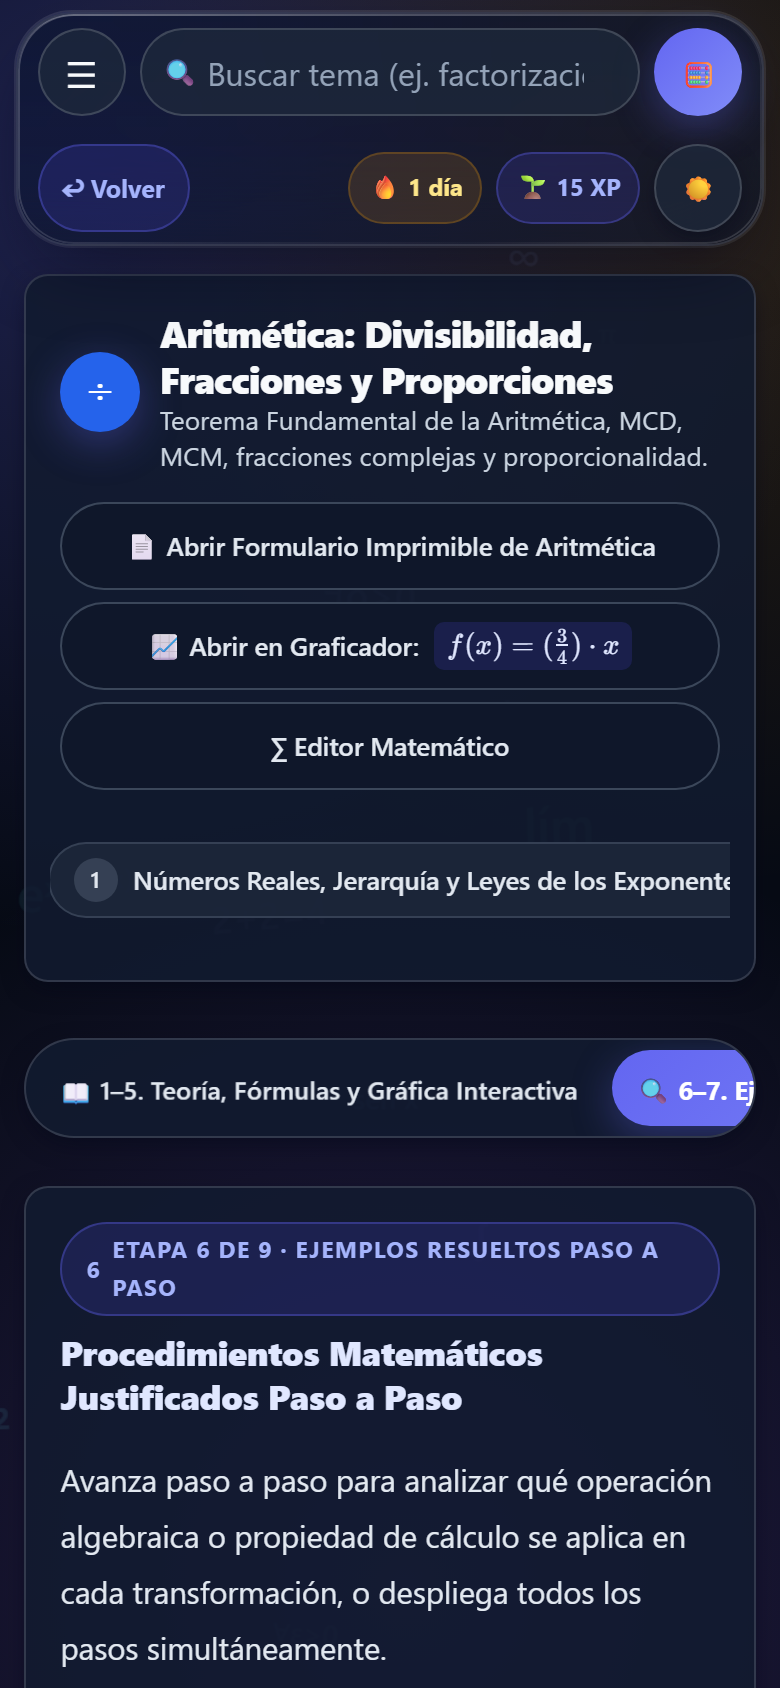 ☰
🔍 Buscar tema (ej. factorizaci
↩ Volver
🔥 1 día
🌱 15 XP
÷
Aritmética: Divisibilidad,
Fracciones y Proporciones
Teorema Fundamental de la Aritmética, MCD,
MCM, fracciones complejas y proporcionalidad.
📄 Abrir Formulario Imprimible de Aritmética
📈 Abrir en Graficador: f(x) = (3/4) · x
∑ Editor Matemático
1 Números Reales, Jerarquía y Leyes de los Exponente
📖 1–5. Teoría, Fórmulas y Gráfica Interactiva
🔍 6–7. Ej
6 ETAPA 6 DE 9 · EJEMPLOS RESUELTOS PASO A
PASO
Procedimientos Matemáticos
Justificados Paso a Paso
Avanza paso a paso para analizar qué operación
algebraica o propiedad de cálculo se aplica en
cada transformación, o despliega todos los
pasos simultáneamente.